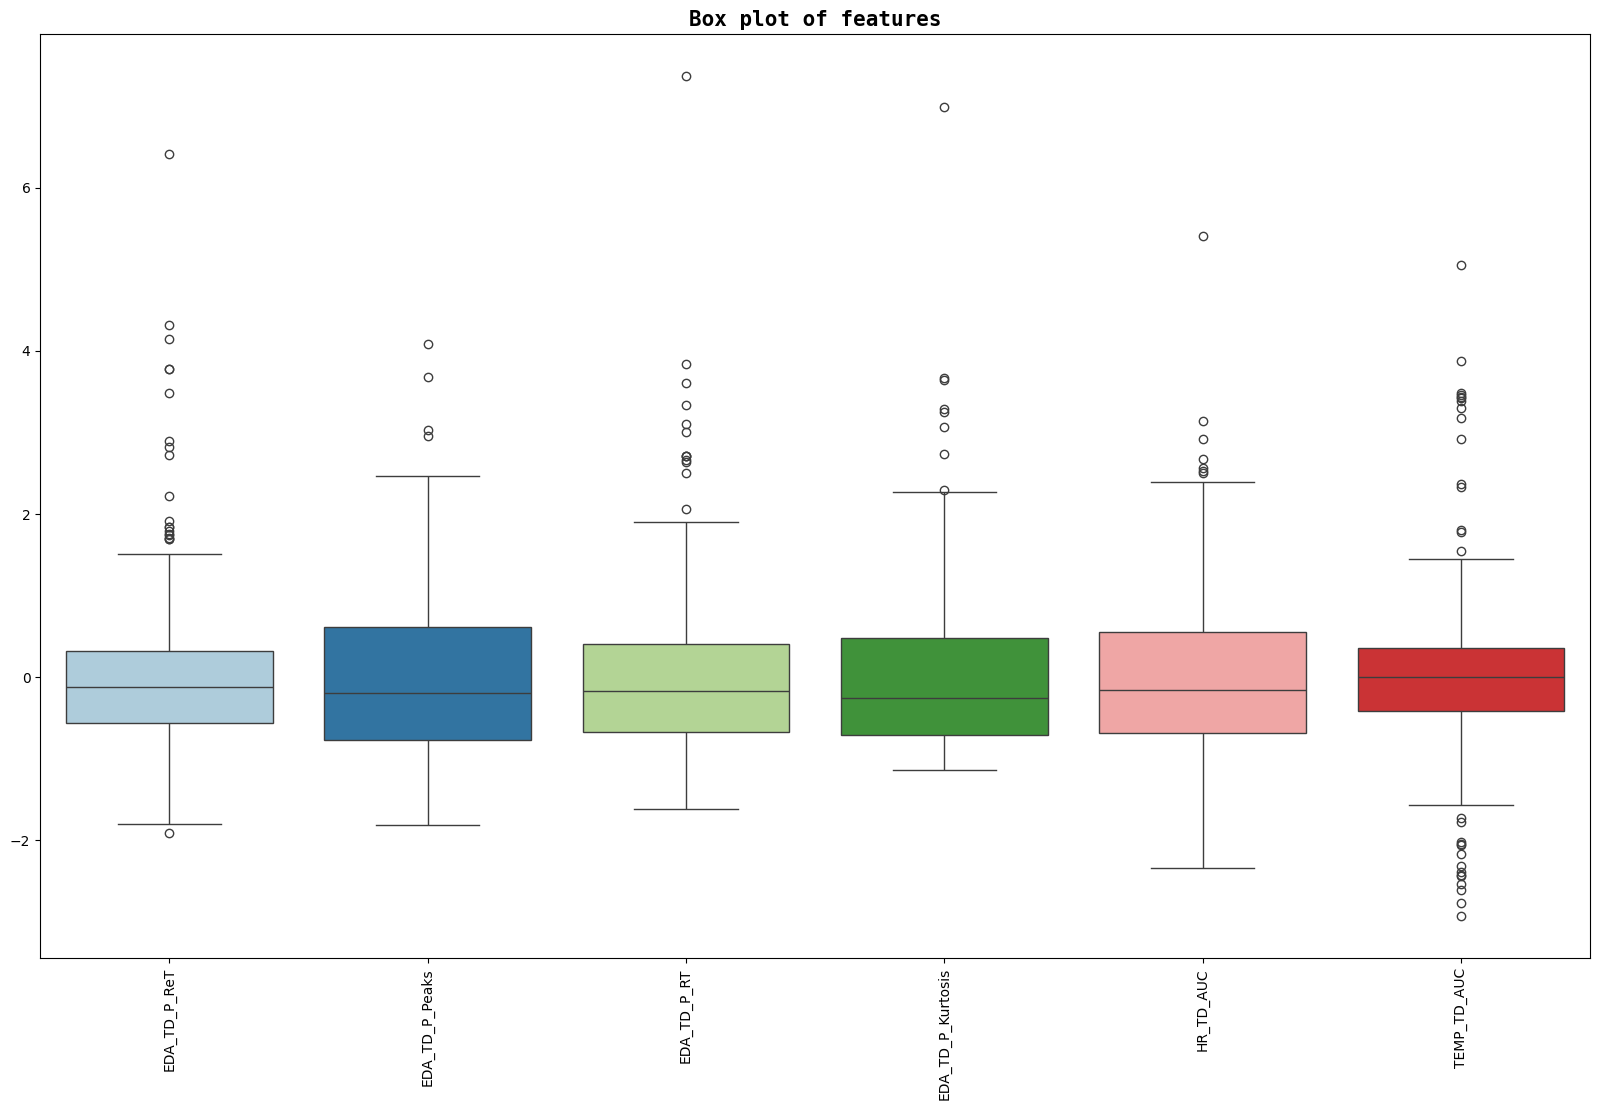 Box plot of features
6
4
2
0
−2
EDA_TD_P_ReT
EDA_TD_P_Peaks
EDA_TD_P_RT
EDA_TD_P_Kurtosis
HR_TD_AUC
TEMP_TD_AUC